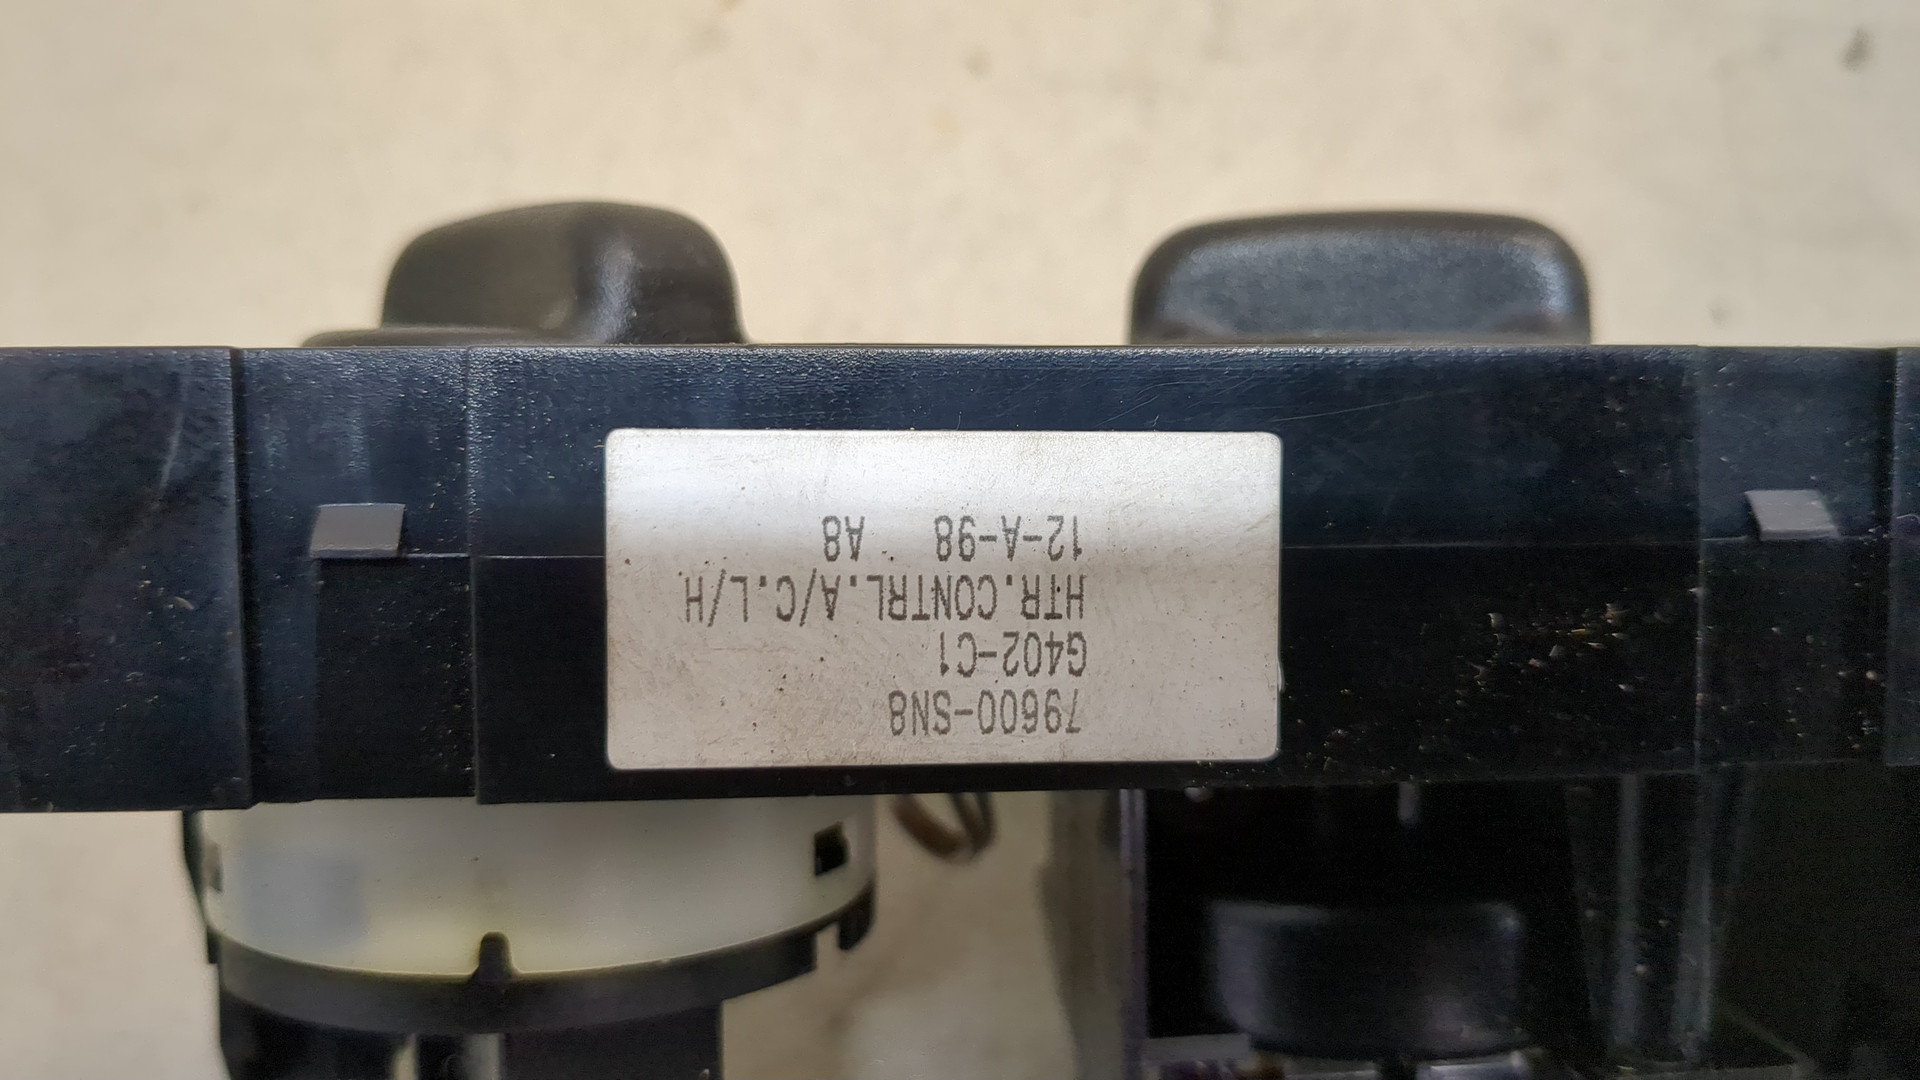 79600-SN8
G402-C1
HTR.CONTRL.A/C.L/H
12-A-98 A8